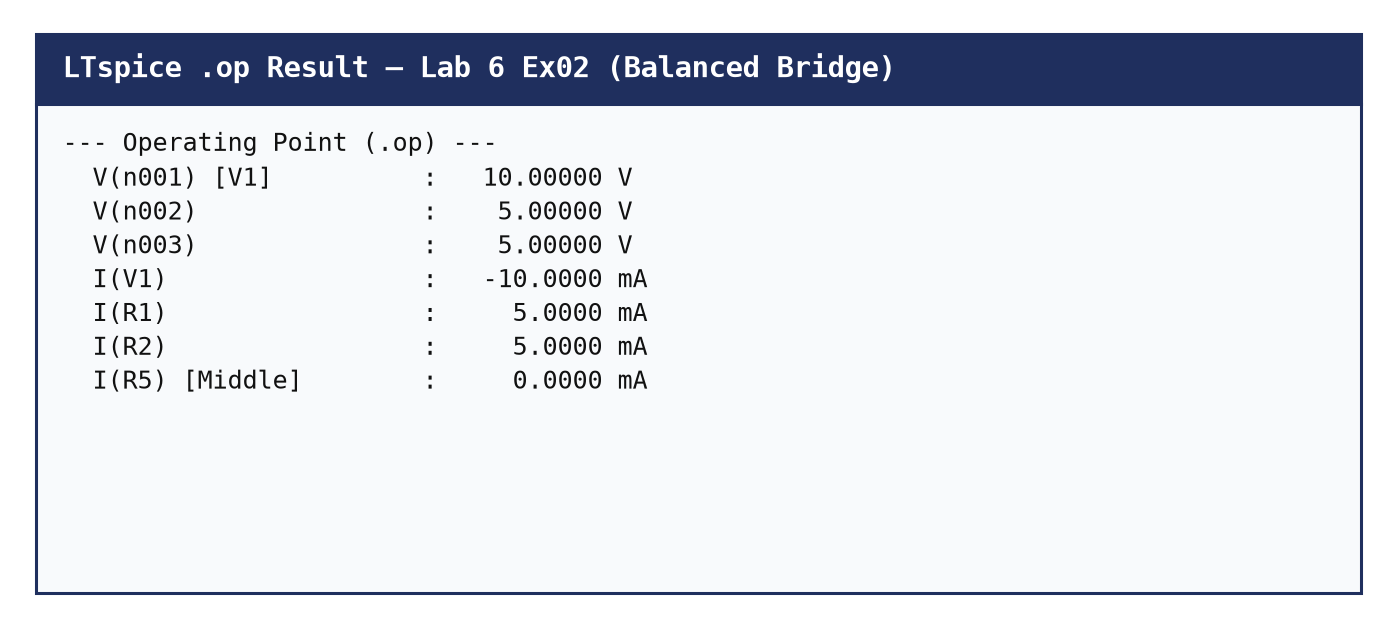 LTspice .op Result — Lab 6 Ex02 (Balanced Bridge)
--- Operating Point (.op) ---
V(n001) [V1] : 10.00000 V
V(n002) : 5.00000 V
V(n003) : 5.00000 V
I(V1) : -10.0000 mA
I(R1) : 5.0000 mA
I(R2) : 5.0000 mA
I(R5) [Middle] : 0.0000 mA